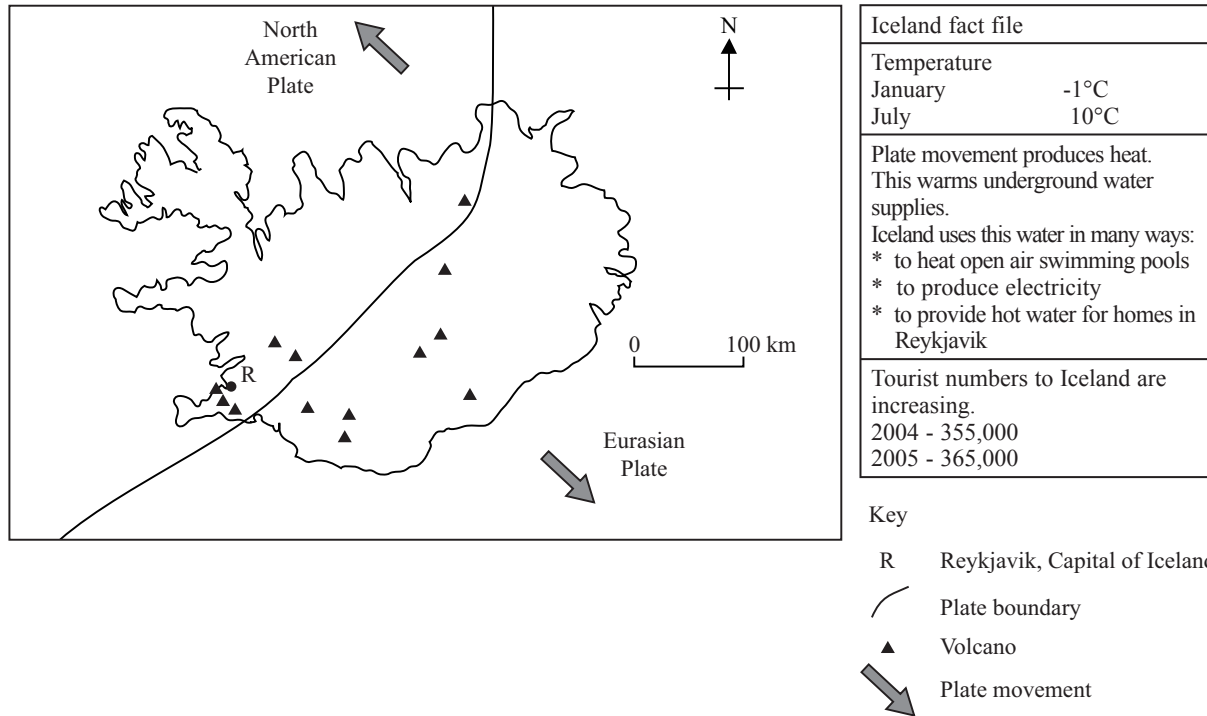 North
American
Plate
N
R
0 100 km
Eurasian
Plate
Iceland fact file
Temperature
January -1°C
July 10°C
Plate movement produces heat.
This warms underground water
supplies.
Iceland uses this water in many ways:
* to heat open air swimming pools
* to produce electricity
* to provide hot water for homes in
Reykjavik
Tourist numbers to Iceland are
increasing.
2004 - 355,000
2005 - 365,000
Key
R Reykjavik, Capital of Iceland
Plate boundary
Volcano
Plate movement